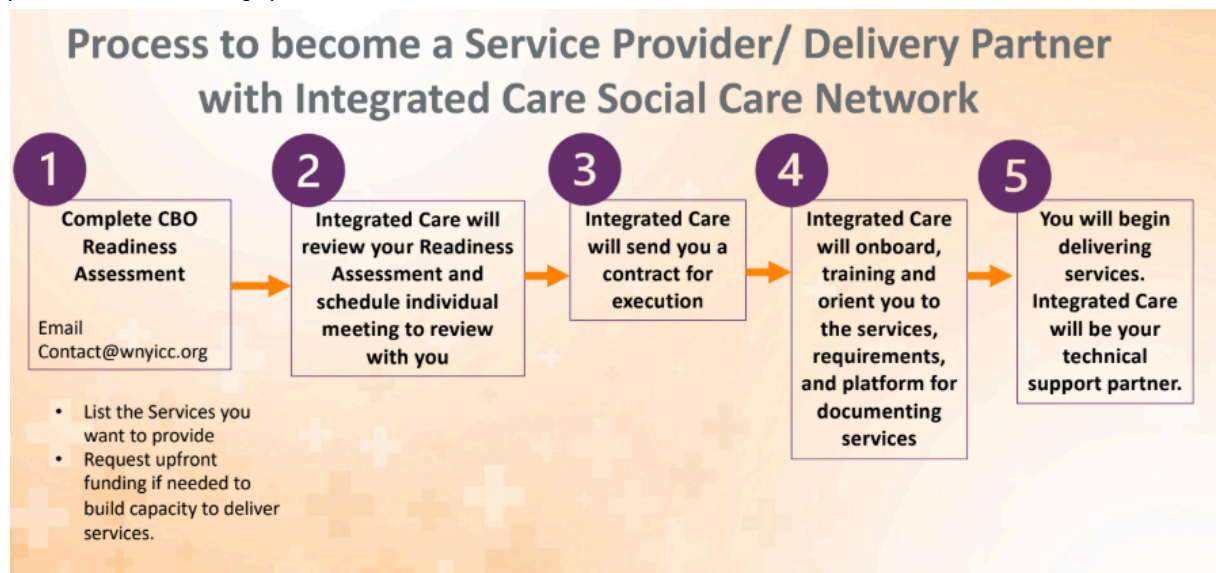 Process to become a Service Provider/ Delivery Partner
with Integrated Care Social Care Network
1
Complete CBO
Readiness
Assessment
Email
Contact@wnyicc.org
• List the Services you
want to provide
• Request upfront
funding if needed to
build capacity to deliver
services.
2
Integrated Care will
review your Readiness
Assessment and
schedule individual
meeting to review
with you
3
Integrated Care
will send you a
contract for
execution
4
Integrated Care
will onboard,
training and
orient you to
the services,
requirements,
and platform for
documenting
services
5
You will begin
delivering
services.
Integrated Care
will be your
technical
support partner.